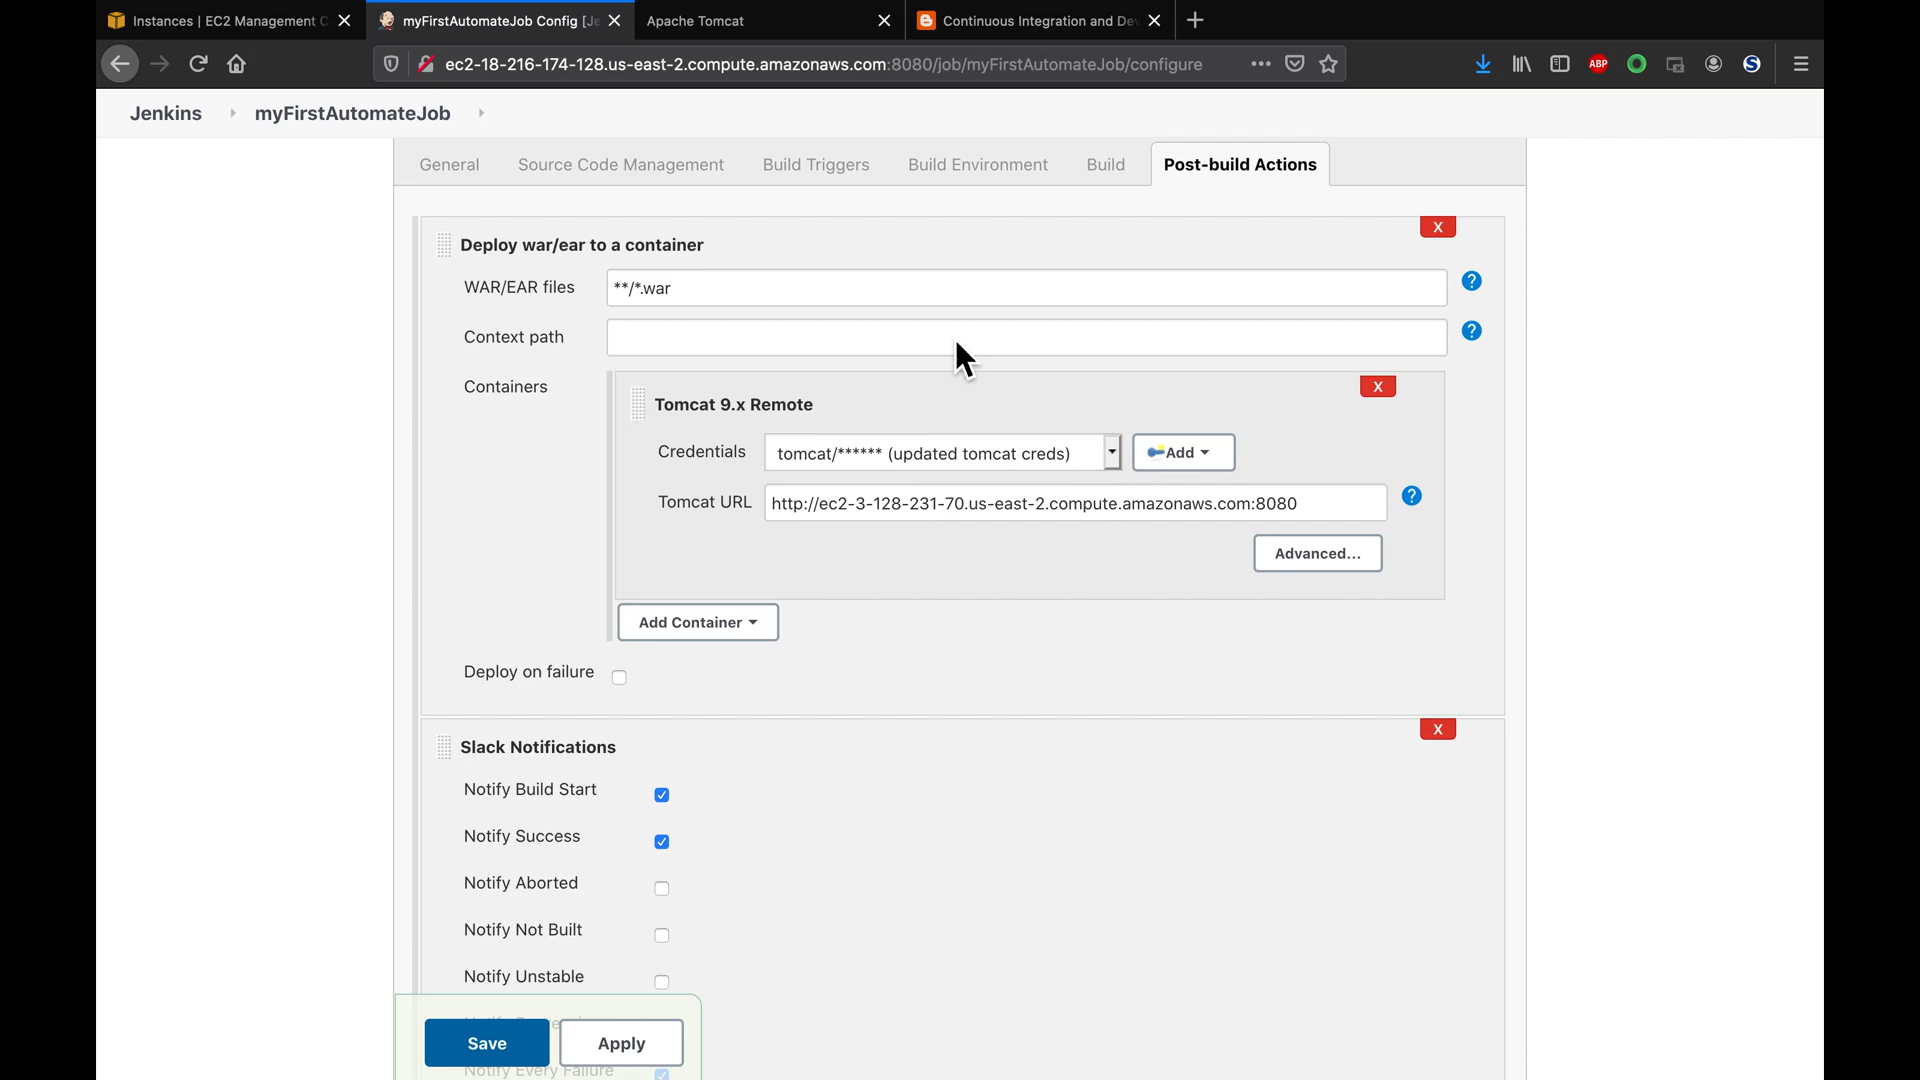 Instances | EC2 Management C
myFirstAutomateJob Config [Je
Apache Tomcat
Continuous Integration and Dev
ec2-18-216-174-128.us-east-2.compute.amazonaws.com:8080/job/myFirstAutomateJob/configure
ABP
S
Jenkins
myFirstAutomateJob
General
Source Code Management
Build Triggers
Build Environment
Build
Post-build Actions
X
Deploy war/ear to a container
WAR/EAR files
**/*.war
?
Context path
?
Containers
X
Tomcat 9.x Remote
Credentials
tomcat/****** (updated tomcat creds)
Add
Tomcat URL
http://ec2-3-128-231-70.us-east-2.compute.amazonaws.com:8080
?
Advanced...
Add Container
Deploy on failure
X
Slack Notifications
Notify Build Start
Notify Success
Notify Aborted
Notify Not Built
Notify Unstable
Save
Apply
Notify Every Failure